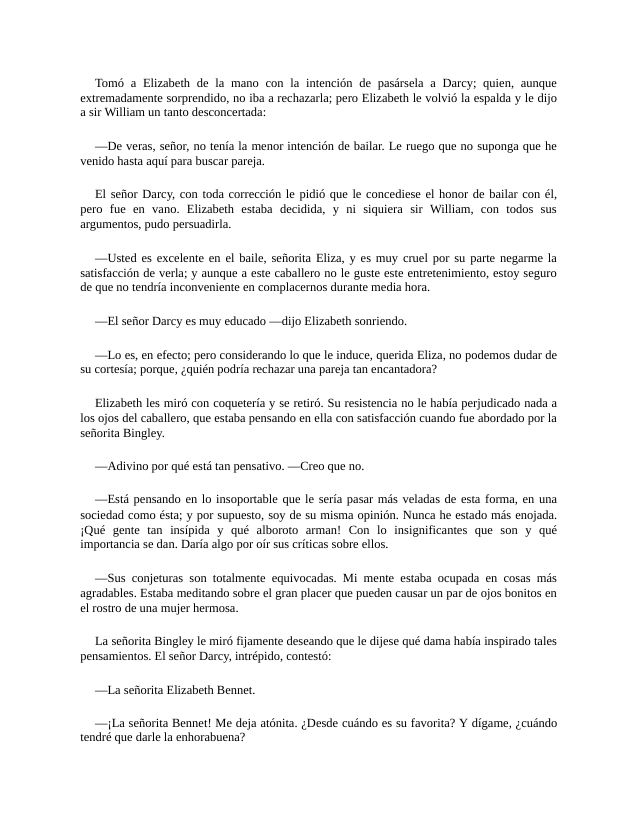 Tomó a Elizabeth de la mano con la intención de pasársela a Darcy; quien, aunque
extremadamente sorprendido, no iba a rechazarla; pero Elizabeth le volvió la espalda y le dijo
a sir William un tanto desconcertada:
—De veras, señor, no tenía la menor intención de bailar. Le ruego que no suponga que he
venido hasta aquí para buscar pareja.
El señor Darcy, con toda corrección le pidió que le concediese el honor de bailar con él,
pero fue en vano. Elizabeth estaba decidida, y ni siquiera sir William, con todos sus
argumentos, pudo persuadirla.
—Usted es excelente en el baile, señorita Eliza, y es muy cruel por su parte negarme la
satisfacción de verla; y aunque a este caballero no le guste este entretenimiento, estoy seguro
de que no tendría inconveniente en complacernos durante media hora.
—El señor Darcy es muy educado —dijo Elizabeth sonriendo.
—Lo es, en efecto; pero considerando lo que le induce, querida Eliza, no podemos dudar de
su cortesía; porque, ¿quién podría rechazar una pareja tan encantadora?
Elizabeth les miró con coquetería y se retiró. Su resistencia no le había perjudicado nada a
los ojos del caballero, que estaba pensando en ella con satisfacción cuando fue abordado por la
señorita Bingley.
—Adivino por qué está tan pensativo. —Creo que no.
—Está pensando en lo insoportable que le sería pasar más veladas de esta forma, en una
sociedad como ésta; y por supuesto, soy de su misma opinión. Nunca he estado más enojada.
¡Qué gente tan insípida y qué alboroto arman! Con lo insignificantes que son y qué
importancia se dan. Daría algo por oír sus críticas sobre ellos.
—Sus conjeturas son totalmente equivocadas. Mi mente estaba ocupada en cosas más
agradables. Estaba meditando sobre el gran placer que pueden causar un par de ojos bonitos en
el rostro de una mujer hermosa.
La señorita Bingley le miró fijamente deseando que le dijese qué dama había inspirado tales
pensamientos. El señor Darcy, intrépido, contestó:
—La señorita Elizabeth Bennet.
—¡La señorita Bennet! Me deja atónita. ¿Desde cuándo es su favorita? Y dígame, ¿cuándo
tendré que darle la enhorabuena?